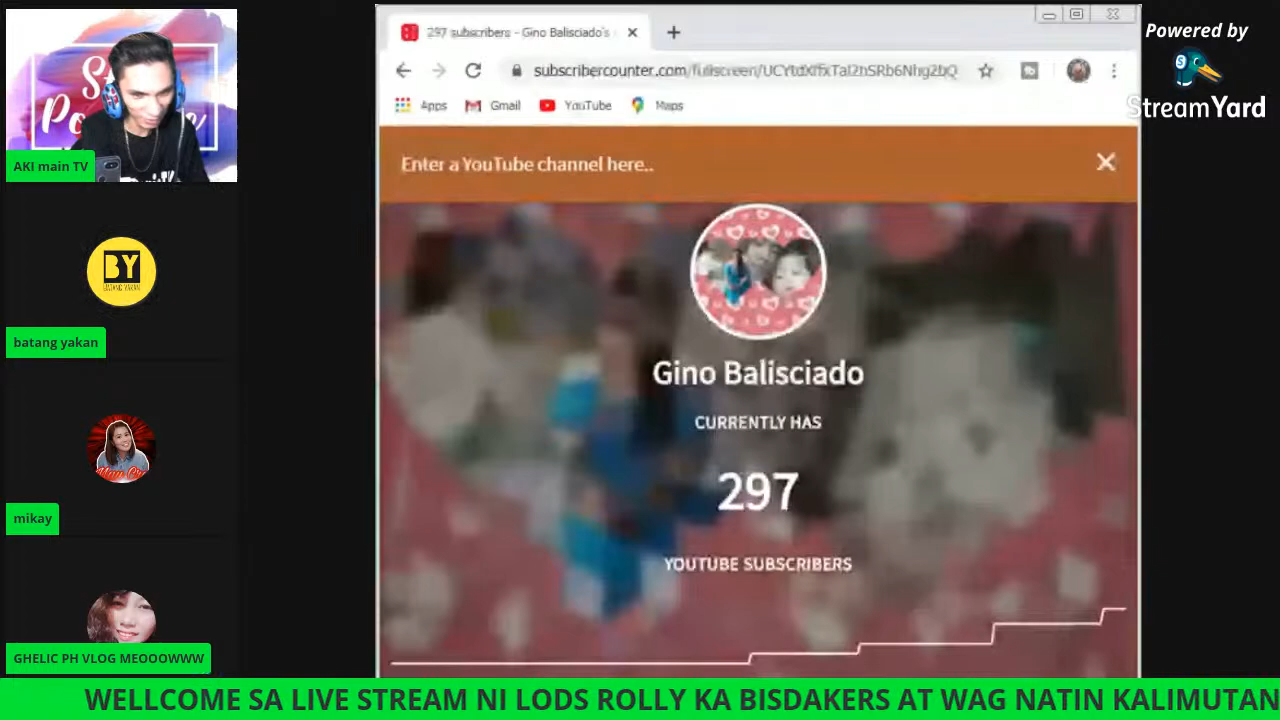 AKI main TV
BY
batang yakan
mikay
GHELIC PH VLOG MEOOOWWW
297 subscribers - Gino Balisciado's
subscribercounter.com/fullscreen/
Apps
Gmail
YouTube
Maps
Enter a YouTube channel here..
Gino Balisciado
CURRENTLY HAS
297
YOUTUBE SUBSCRIBERS
Powered by
StreamYard
WELLCOME SA LIVE STREAM NI LODS ROLLY KA BISDAKERS AT WAG NATIN KALIMUTAN